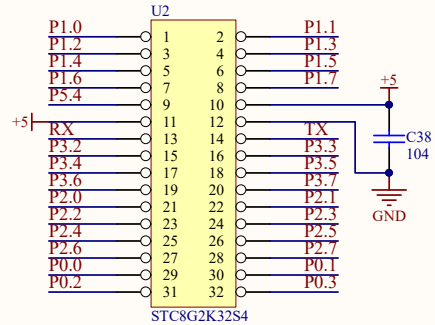 U2
P1.0 1 2 P1.1
P1.2 3 4 P1.3
P1.4 5 6 P1.5
P1.6 7 8 P1.7
P5.4 9 10 +5
+5 11 12
RX 13 14 TX
C38
104
P3.2 15 16 P3.3
P3.4 17 18 P3.5
P3.6 19 20 P3.7
GND
P2.0 21 22 P2.1
P2.2 23 24 P2.3
P2.4 25 26 P2.5
P2.6 27 28 P2.7
P0.0 29 30 P0.1
P0.2 31 32 P0.3
STC8G2K32S4